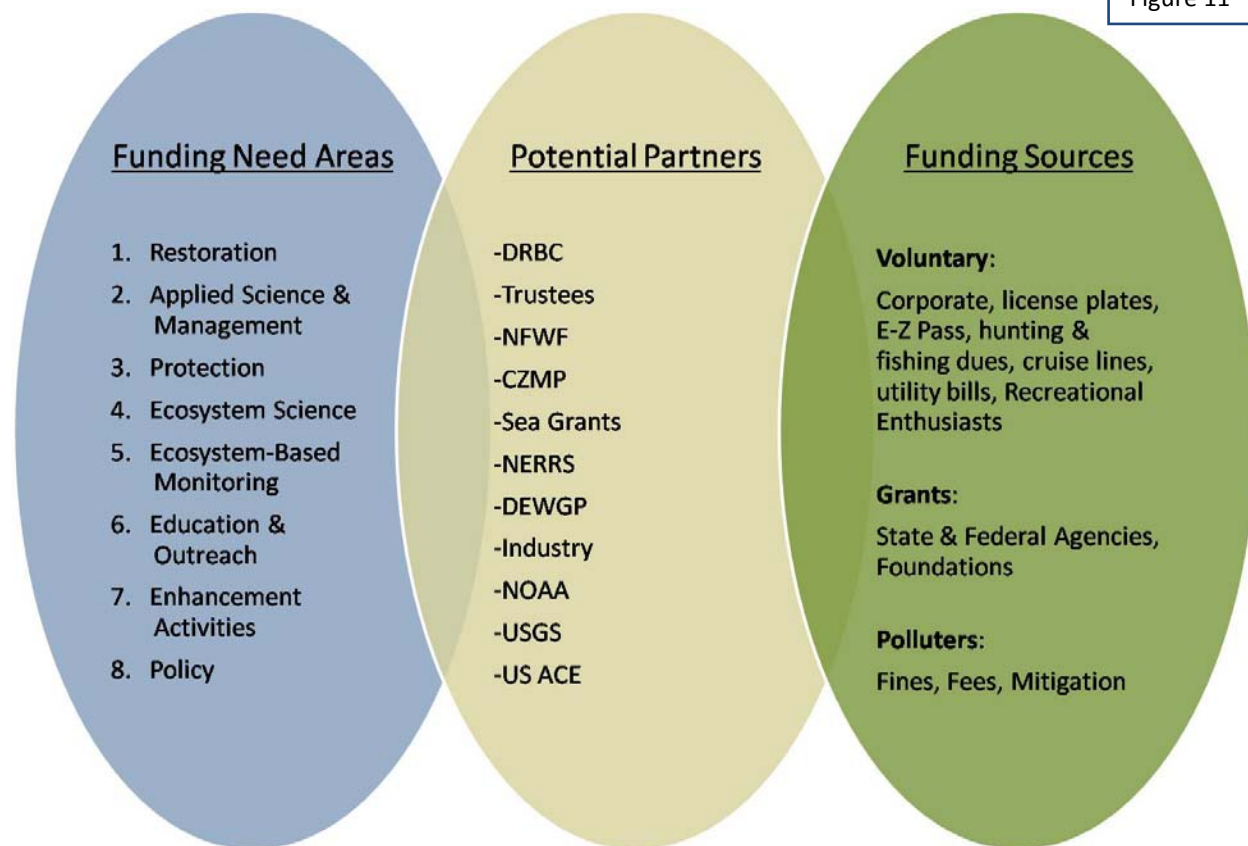 Figure 11
Funding Need Areas
1. Restoration
2. Applied Science &
Management
3. Protection
4. Ecosystem Science
5. Ecosystem-Based
Monitoring
6. Education &
Outreach
7. Enhancement
Activities
8. Policy
Potential Partners
-DRBC
-Trustees
-NFWF
-CZMP
-Sea Grants
-NERRS
-DEWGP
-Industry
-NOAA
-USGS
-US ACE
Funding Sources
Voluntary:
Corporate, license plates,
E-Z Pass, hunting &
fishing dues, cruise lines,
utility bills, Recreational
Enthusiasts
Grants:
State & Federal Agencies,
Foundations
Polluters:
Fines, Fees, Mitigation